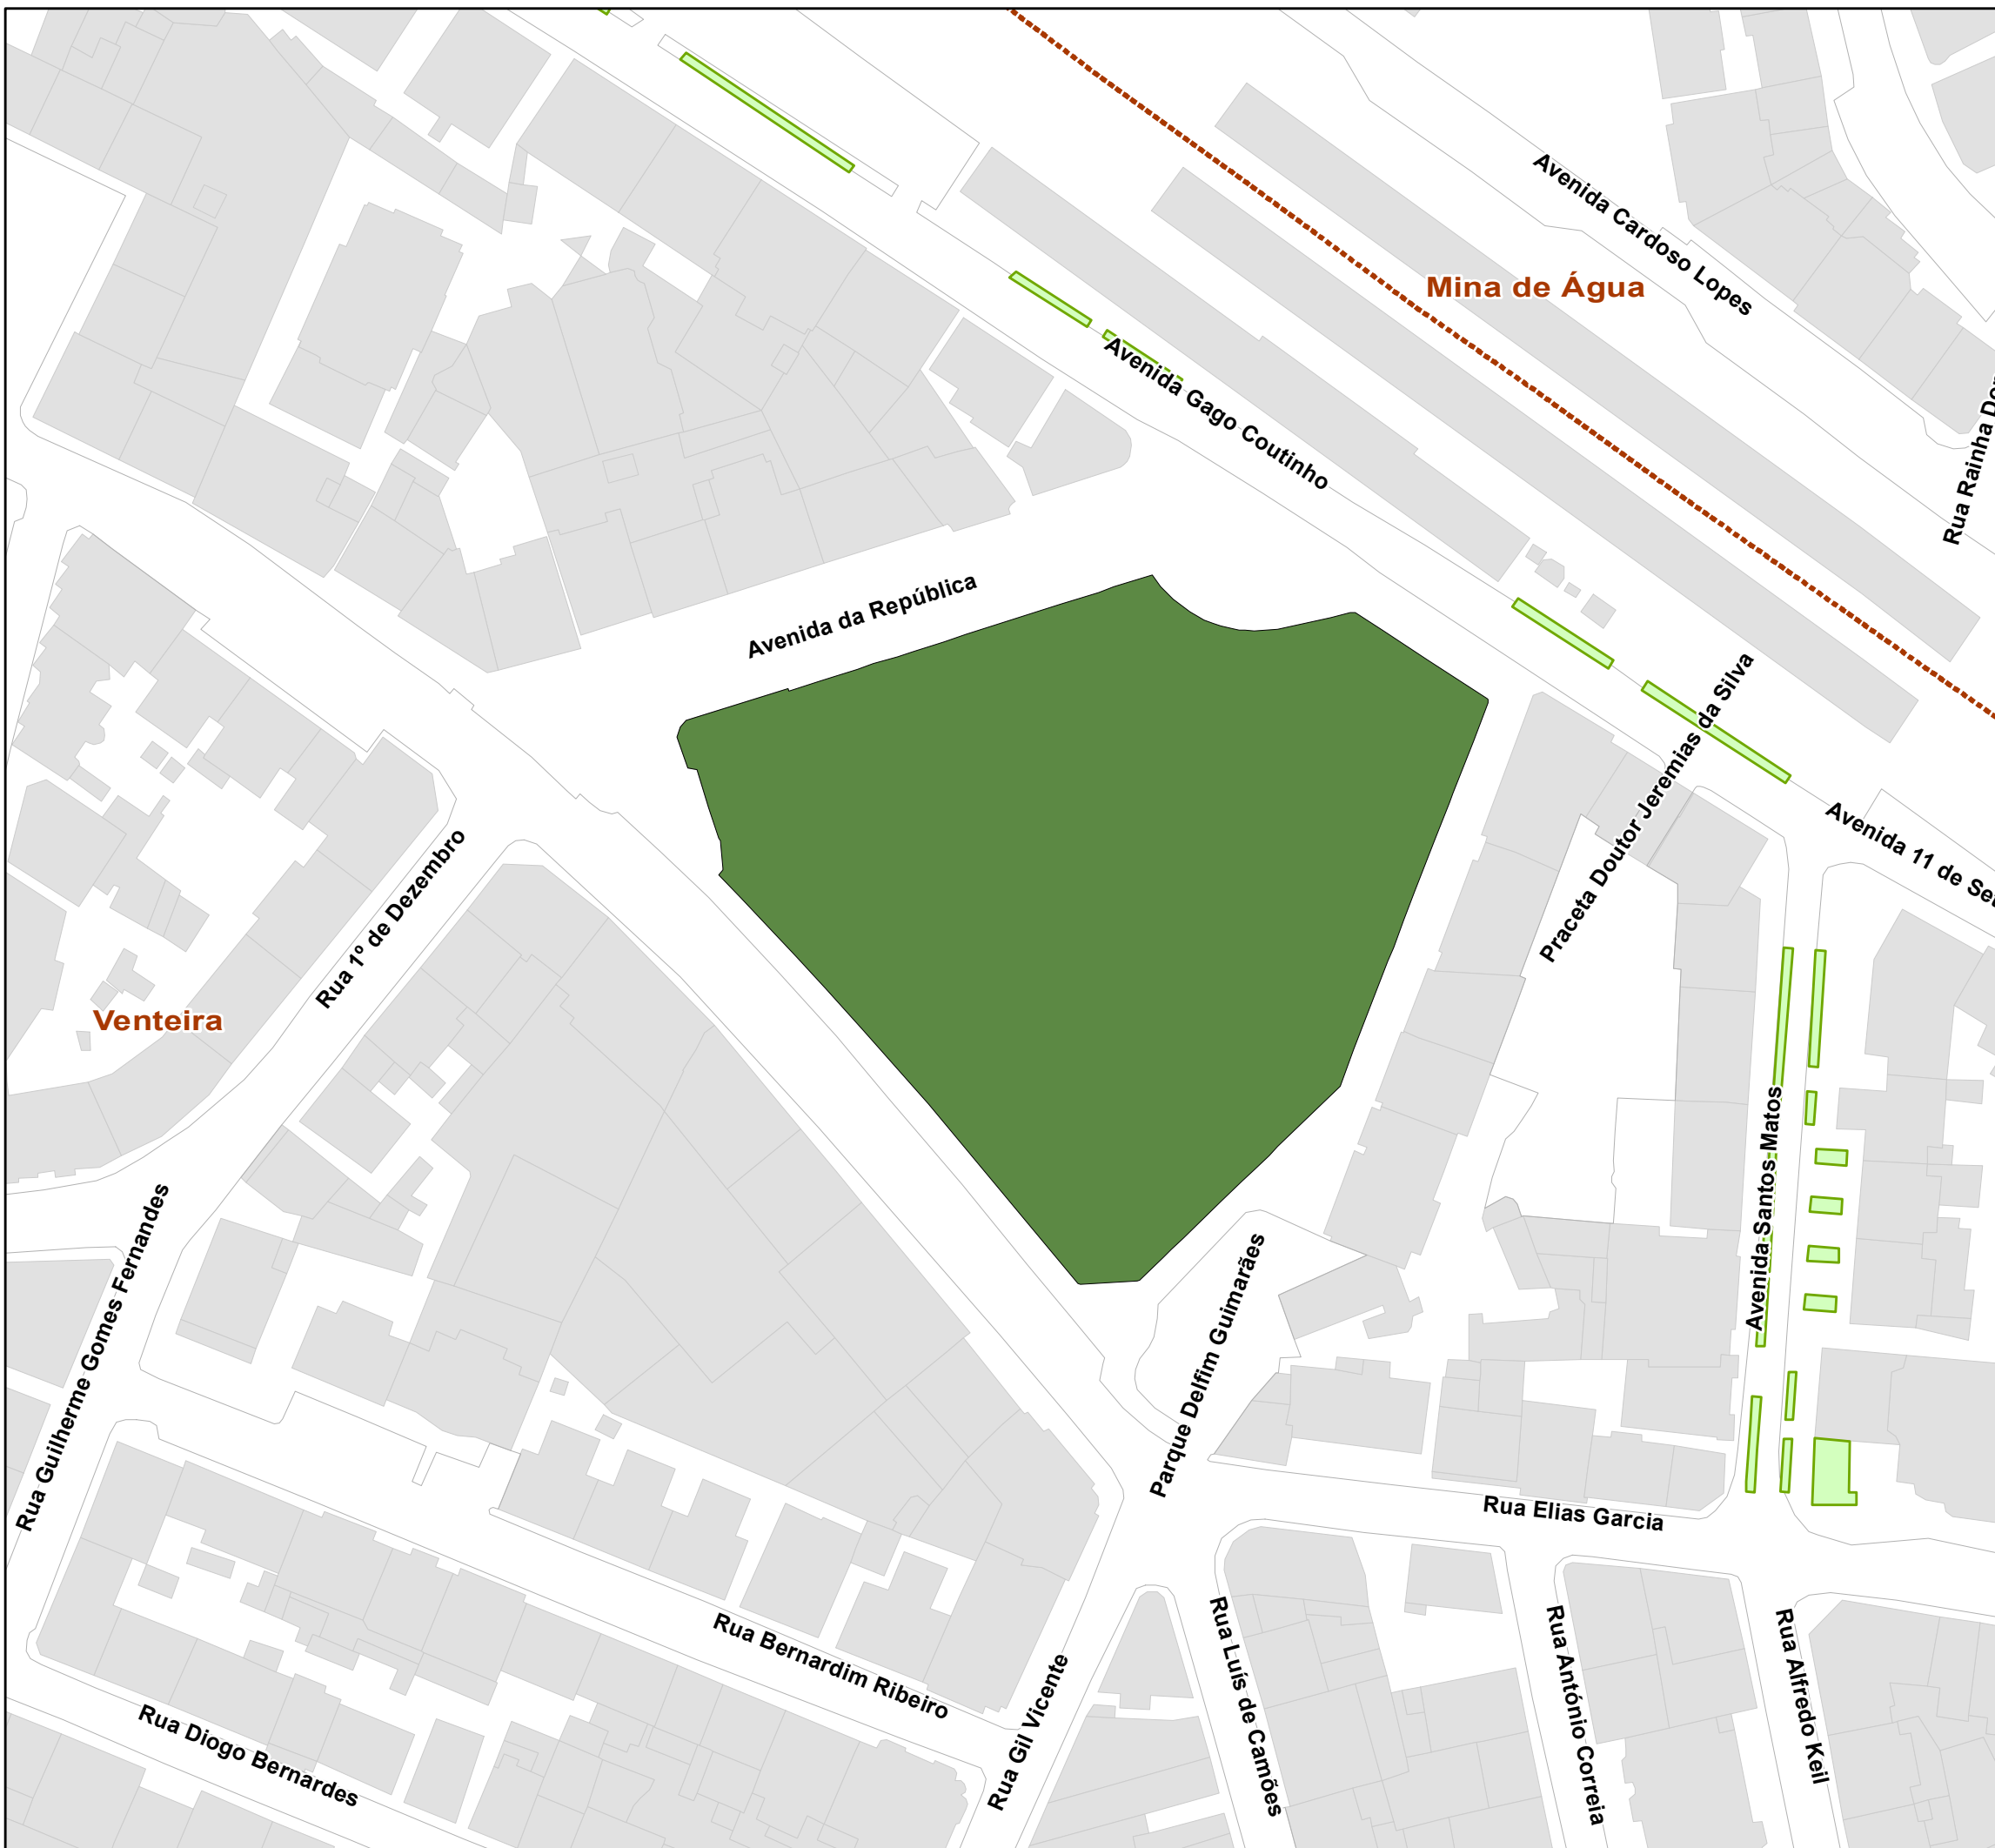 Avenida Cardoso Lopes
Mina de Água
Avenida Gago Coutinho
Rua Rainha Do
Avenida da República
Praceta Doutor Jeremias da Silva
Avenida 11 de Set
Rua 1º de Dezembro
Venteira
Avenida Santos Matos
Rua Guilherme Gomes Fernandes
Parque Delfim Guimarães
Rua Elias Garcia
Rua Bernardim Ribeiro
Rua Luís de Camões
Rua António Correia
Rua Alfredo Keil
Rua Gil Vicente
Rua Diogo Bernardes